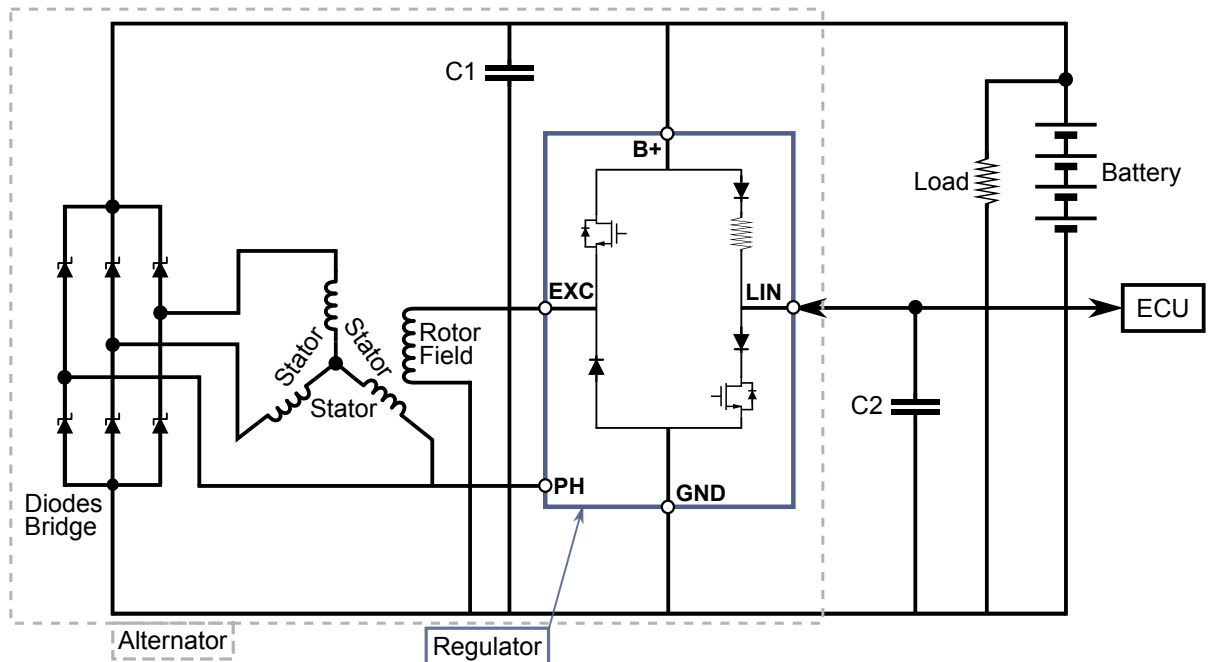 C1
B+
Load
Battery
EXC
LIN
ECU
Rotor
Field
Stator
Stator
Stator
C2
PH
GND
Diodes
Bridge
Alternator
Regulator